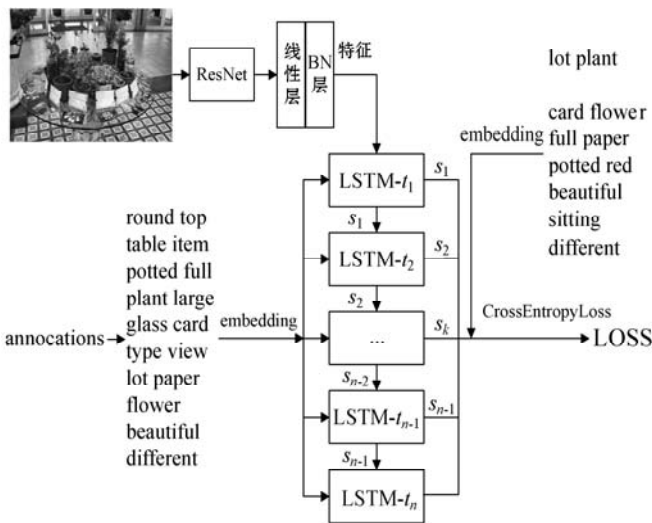 ResNet
线性层
BN层
特征
lot plant
card flower
full paper
potted red
beautiful
sitting
different
embedding
LSTM-t1
s1
s1
LSTM-t2
s2
s2
...
sk
sn-2
LSTM-tn-1
sn-1
sn-1
LSTM-tn
annocations
round top
table item
potted full
plant large
glass card
type view
lot paper
flower
beautiful
different
embedding
CrossEntropyLoss
LOSS